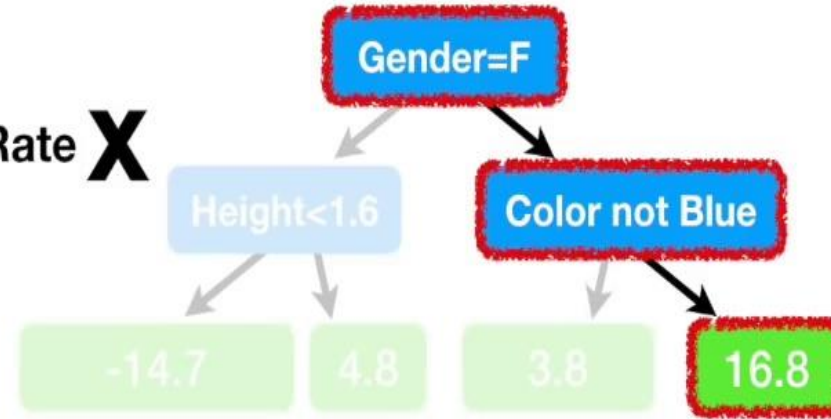 Gender=F
Rate X
Height<1.6
Color not Blue
-14.7
4.8
3.8
16.8